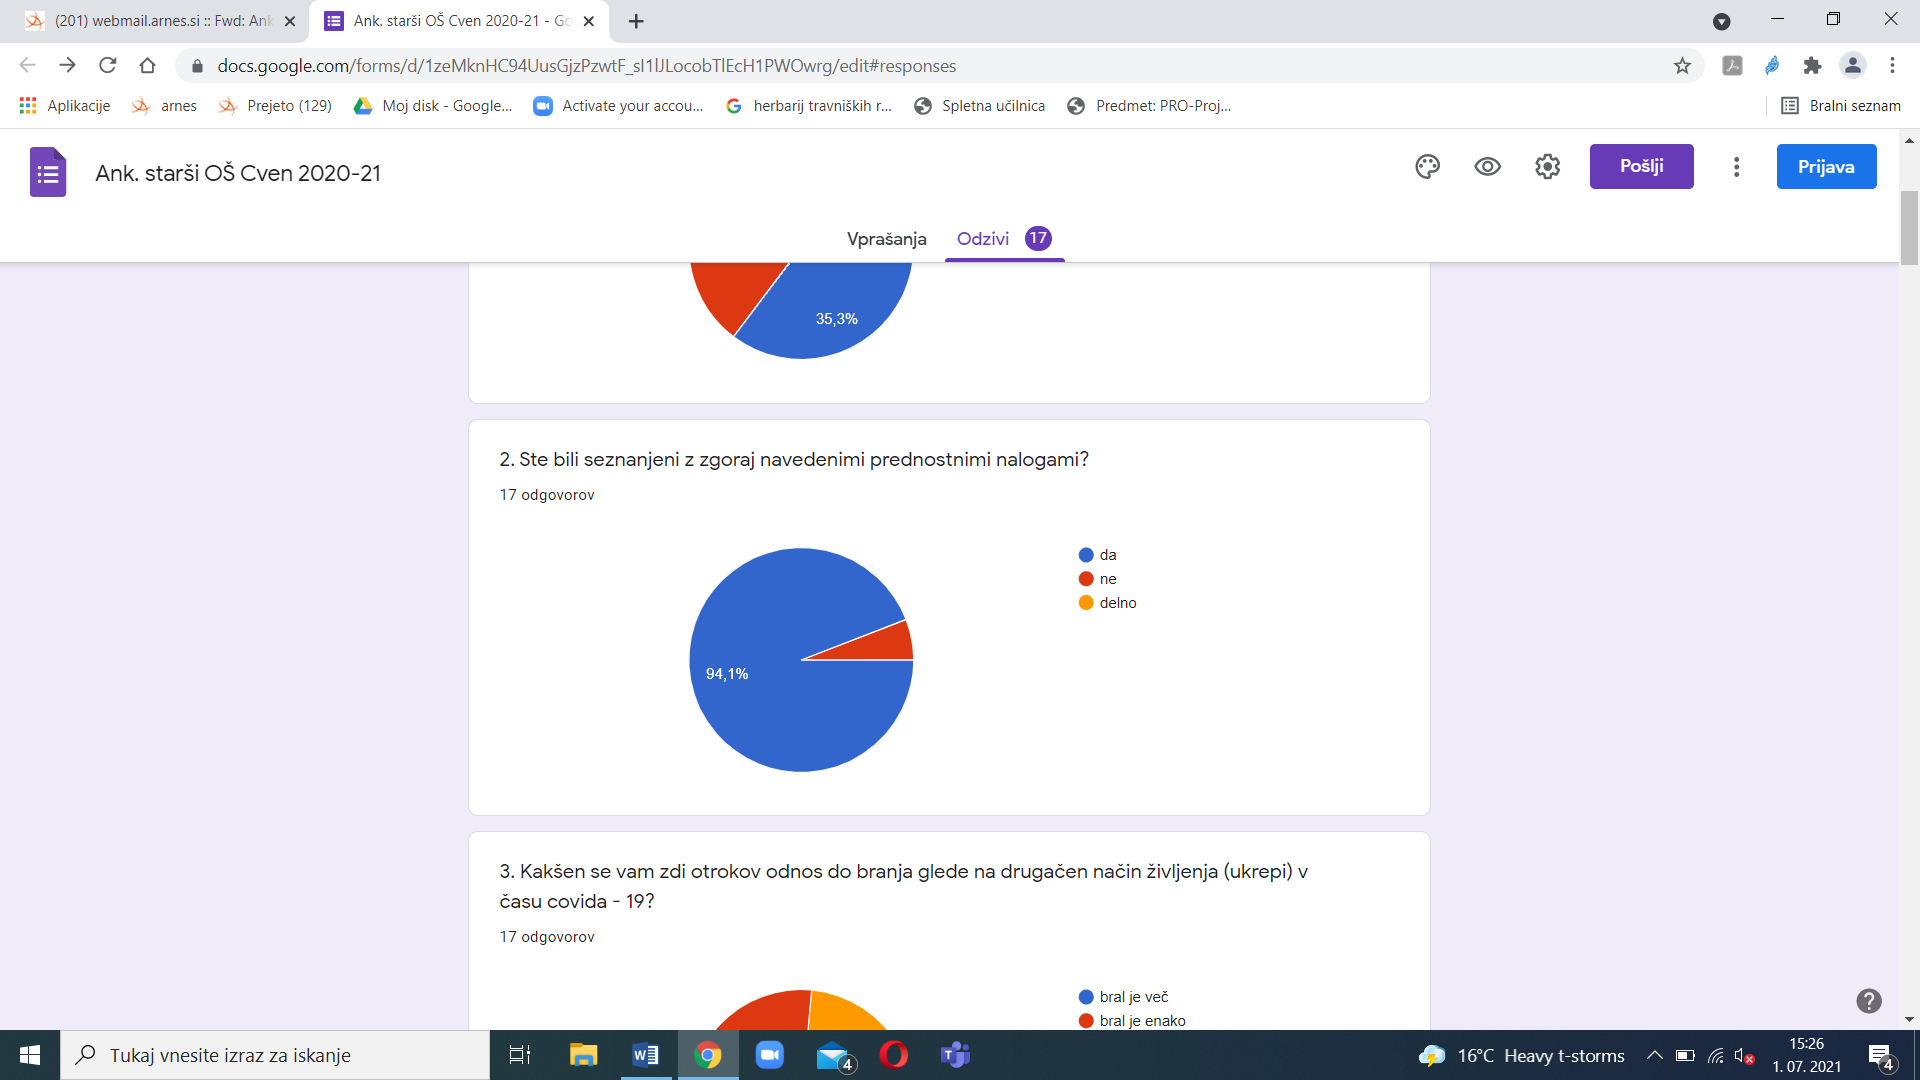 (201) webmail.arnes.si :: Fwd: Ank
Ank. starši OŠ Cven 2020-21 - Go
docs.google.com/forms/d/1zeMknHC94UusGjzPzwtF_sI1lJLocobTlEcH1PWOwrg/edit#responses
Aplikacije
arnes
Prejeto (129)
Moj disk - Google...
Activate your accou...
herbarij travniških r...
Spletna učilnica
Predmet: PRO-Proj...
Bralni seznam
Ank. starši OŠ Cven 2020-21
Pošlji
Prijava
Vprašanja
Odzivi 17
35,3%
2. Ste bili seznanjeni z zgoraj navedenimi prednostnimi nalogami?
17 odgovorov
da
ne
delno
94,1%
3. Kakšen se vam zdi otrokov odnos do branja glede na drugačen način življenja (ukrepi) v
času covida - 19?
17 odgovorov
bral je več
bral je enako
Tukaj vnesite izraz za iskanje
4
16°C Heavy t-storms
15:26
1. 07. 2021
4